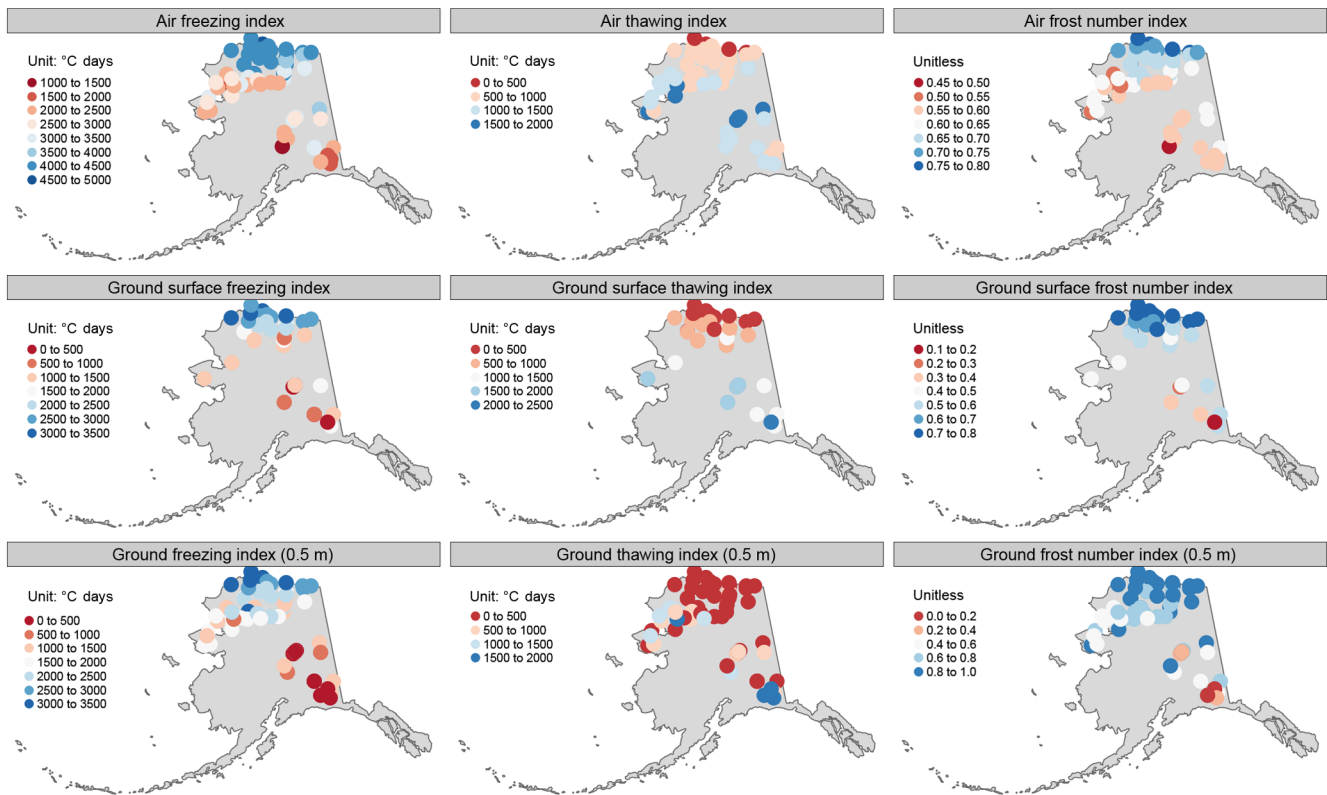 Air freezing index
Unit: °C days
1000 to 1500
1500 to 2000
2000 to 2500
2500 to 3000
3000 to 3500
3500 to 4000
4000 to 4500
4500 to 5000
Air thawing index
Unit: °C days
0 to 500
500 to 1000
1000 to 1500
1500 to 2000
Air frost number index
Unitless
0.45 to 0.50
0.50 to 0.55
0.55 to 0.60
0.60 to 0.65
0.65 to 0.70
0.70 to 0.75
0.75 to 0.80
Ground surface freezing index
Unit: °C days
0 to 500
500 to 1000
1000 to 1500
1500 to 2000
2000 to 2500
2500 to 3000
3000 to 3500
Ground surface thawing index
Unit: °C days
0 to 500
500 to 1000
1000 to 1500
1500 to 2000
2000 to 2500
Ground surface frost number index
Unitless
0.1 to 0.2
0.2 to 0.3
0.3 to 0.4
0.4 to 0.5
0.5 to 0.6
0.6 to 0.7
0.7 to 0.8
Ground freezing index (0.5 m)
Unit: °C days
0 to 500
500 to 1000
1000 to 1500
1500 to 2000
2000 to 2500
2500 to 3000
3000 to 3500
Ground thawing index (0.5 m)
Unit: °C days
0 to 500
500 to 1000
1000 to 1500
1500 to 2000
Ground frost number index (0.5 m)
Unitless
0.0 to 0.2
0.2 to 0.4
0.4 to 0.6
0.6 to 0.8
0.8 to 1.0